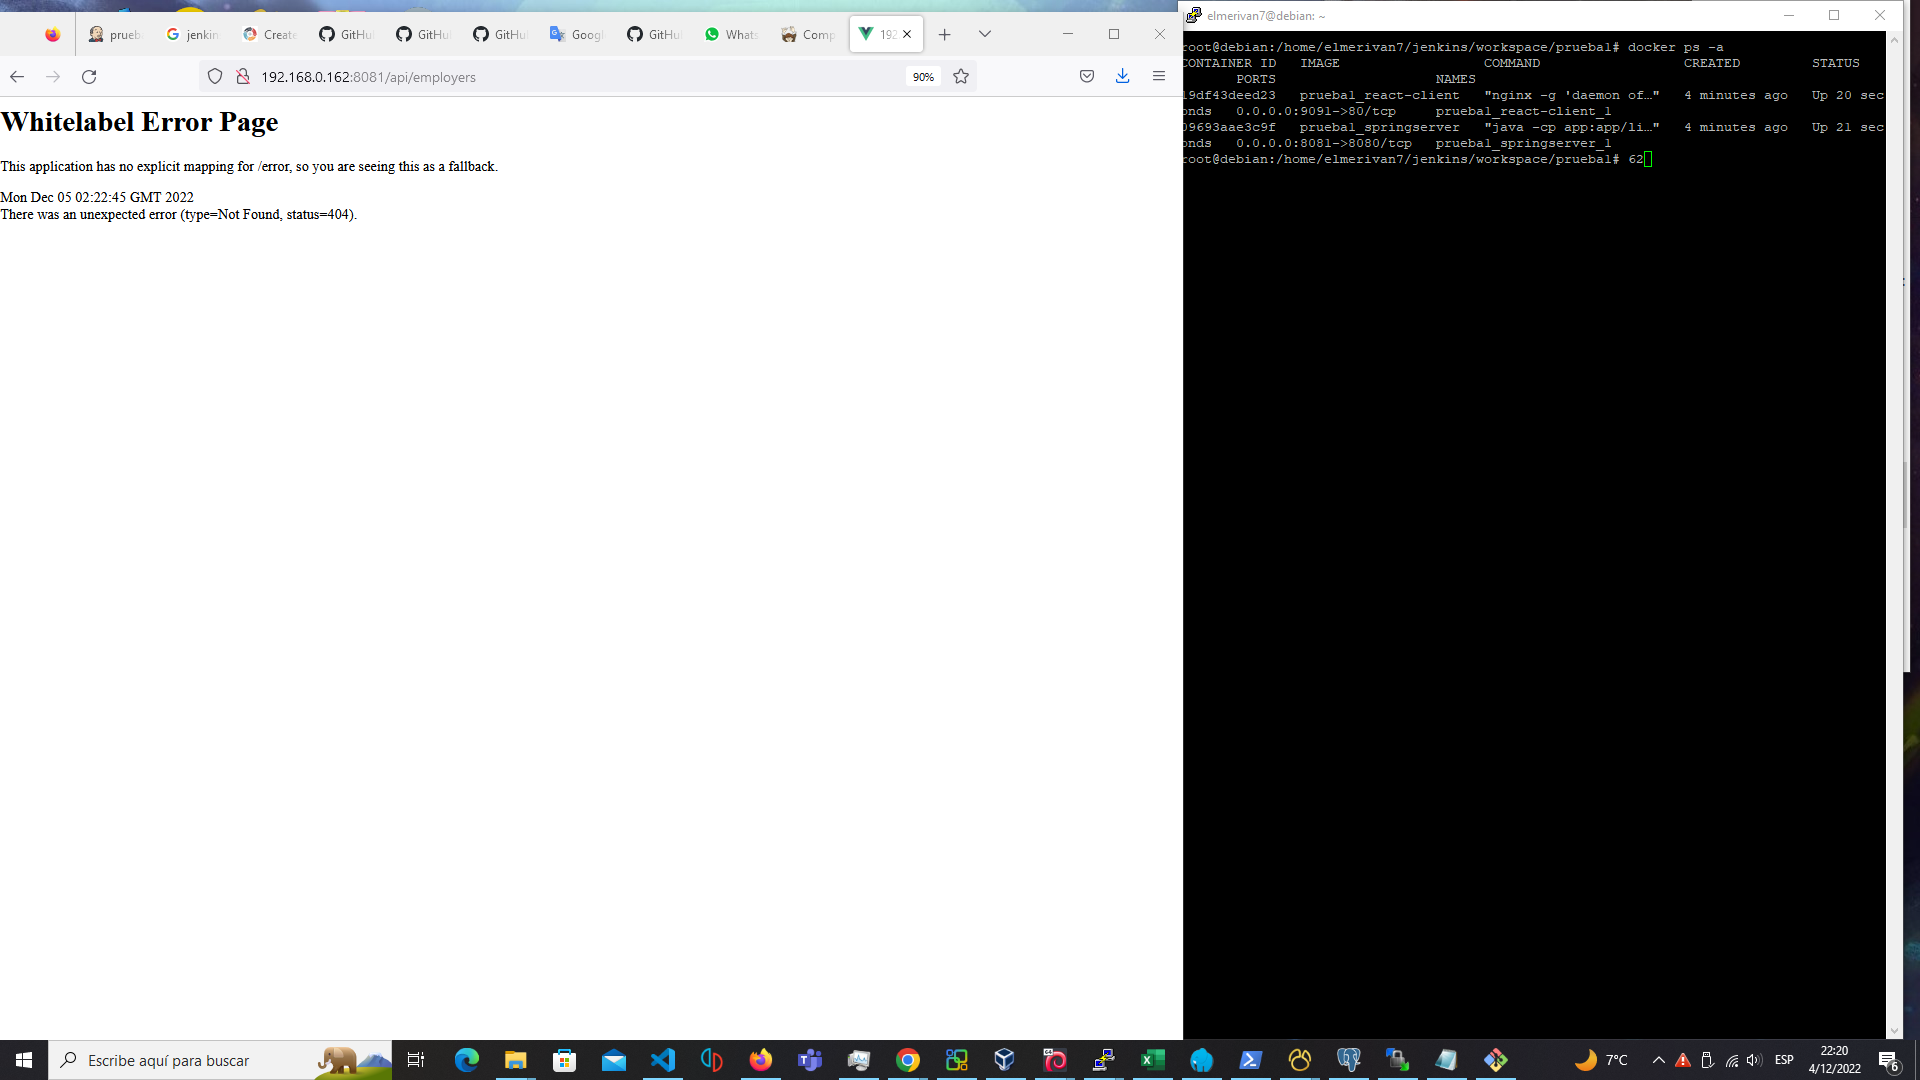 prueb
jenkin
Create
GitHu
GitHu
GitHu
Googl
GitHu
Whats
Comp
192
192.168.0.162:8081/api/employers
90%
Whitelabel Error Page
This application has no explicit mapping for /error, so you are seeing this as a fallback.
Mon Dec 05 02:22:45 GMT 2022
There was an unexpected error (type=Not Found, status=404).
elmerivan7@debian: ~
root@debian:/home/elmerivan7/jenkins/workspace/prueba1# docker ps -a
CONTAINER ID IMAGE COMMAND CREATED STATUS
PORTS NAMES
19df43deed23 prueba1_react-client "nginx -g 'daemon of…" 4 minutes ago Up 20 sec
onds 0.0.0.0:9091->80/tcp prueba1_react-client_1
09693aae3c9f prueba1_springserver "java -cp app:app/li…" 4 minutes ago Up 21 sec
onds 0.0.0.0:8081->8080/tcp prueba1_springserver_1
root@debian:/home/elmerivan7/jenkins/workspace/prueba1# 62
Escribe aquí para buscar
7°C
ESP
22:20
4/12/2022
6